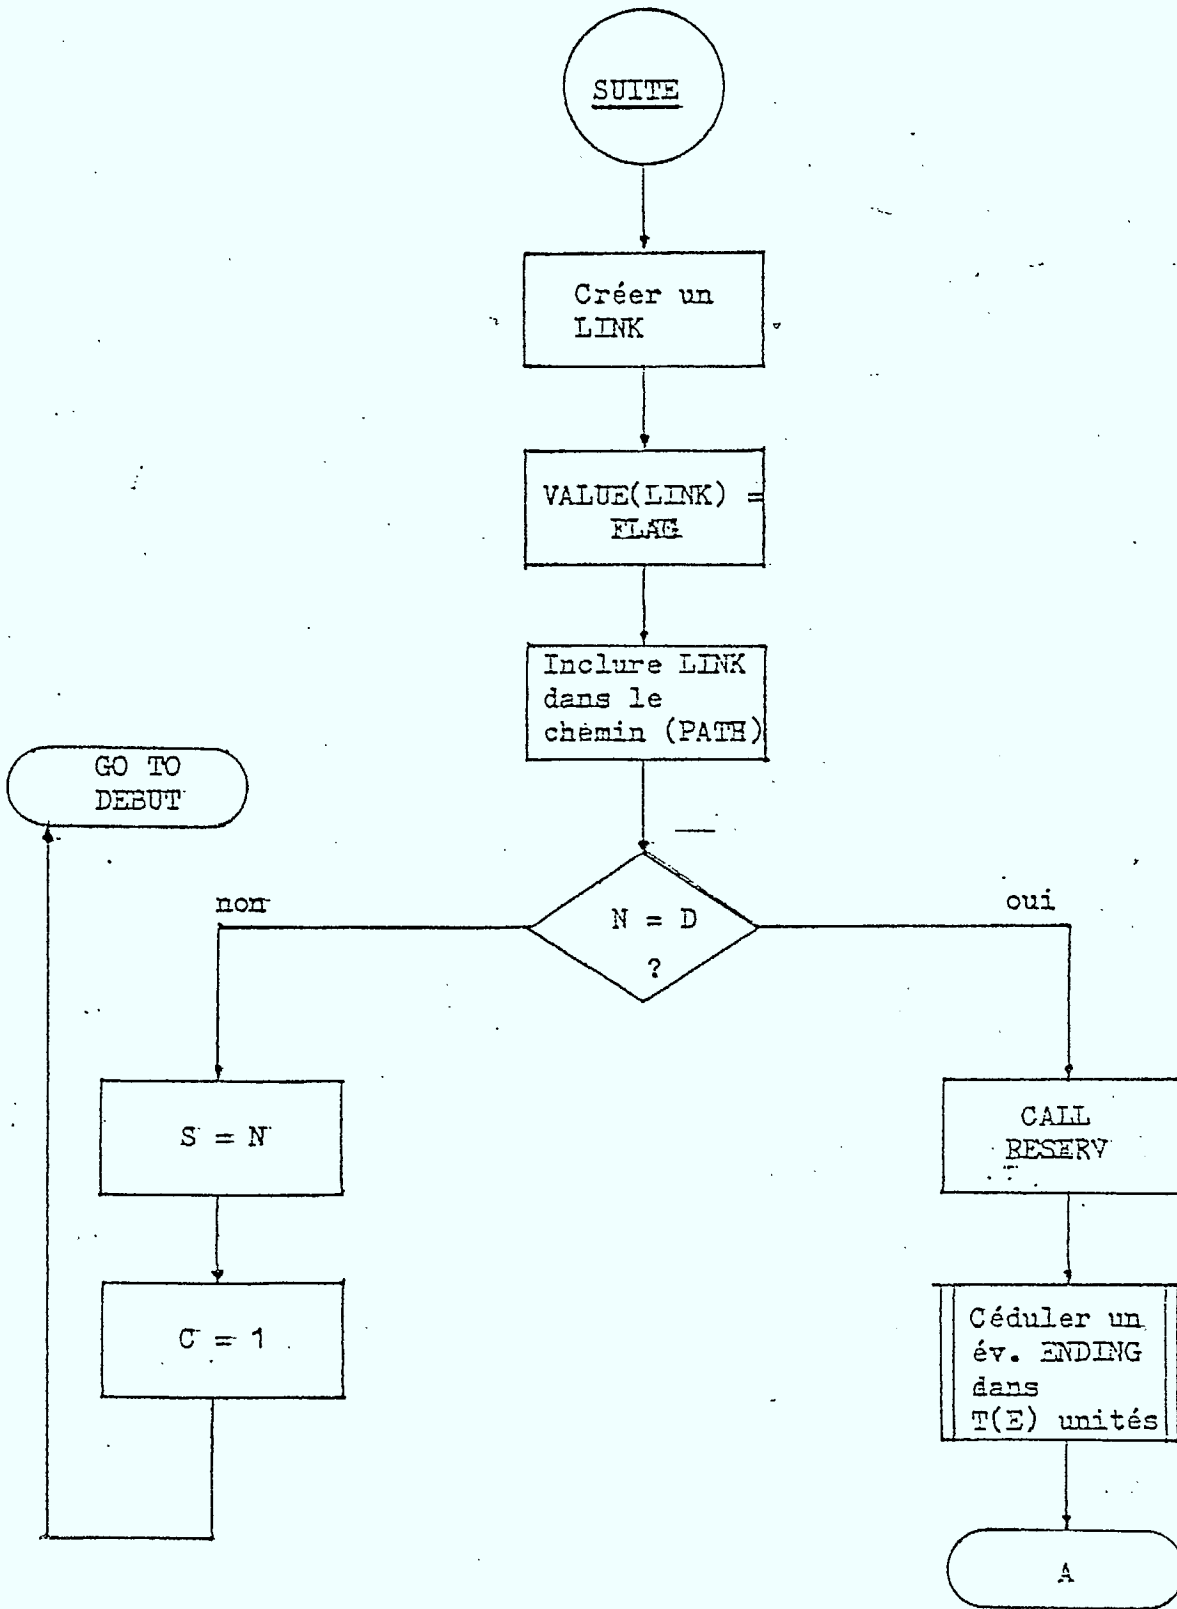 SUITE
Créer un
LINK
VALUE(LINK) =
FLAG
Inclure LINK
dans le
chemin (PATH)
GO TO
DEBUT
non
N = D
?
oui
S = N
C = 1
CALL
RESERV
Céduler un
év. ENDING
dans
T(E) unités
A